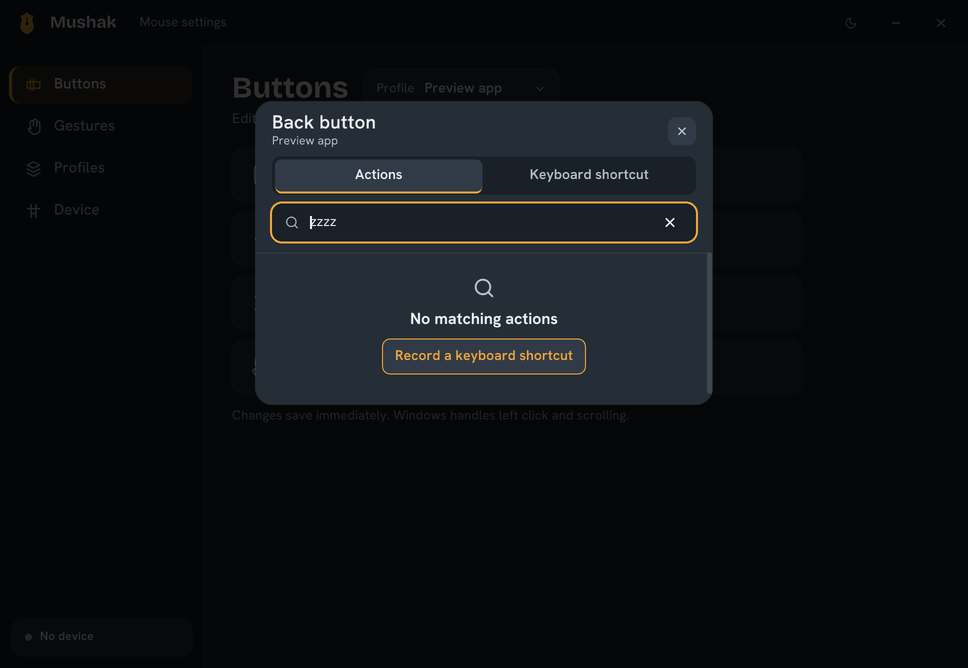 Mushak
Mouse settings
Buttons
Gestures
Profiles
Device
No device
Buttons
Profile Preview app
Edit
Back button
Preview app
Actions
Keyboard shortcut
zzzz
No matching actions
Record a keyboard shortcut
Changes save immediately. Windows handles left click and scrolling.